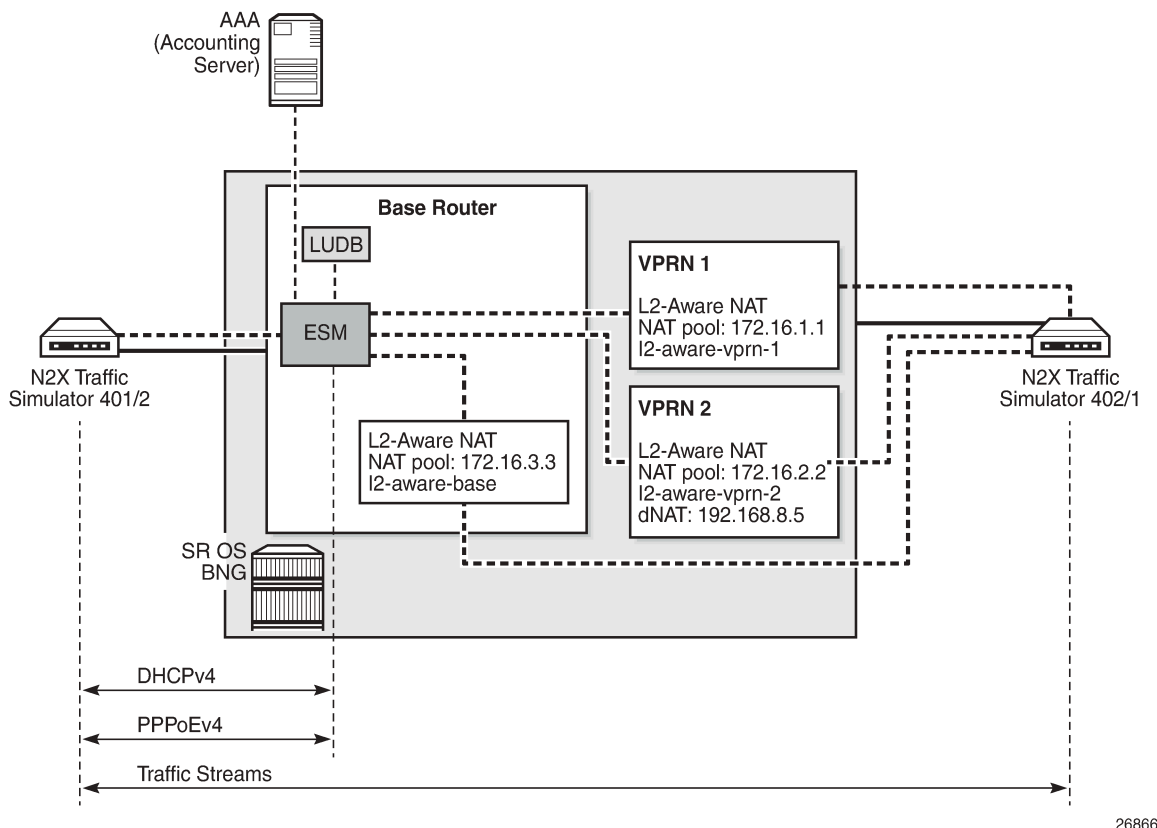 AAA
(Accounting
Server)
Base Router
LUDB
ESM
VPRN 1
L2-Aware NAT
NAT pool: 172.16.1.1
l2-aware-vprn-1
N2X Traffic
Simulator 401/2
N2X Traffic
Simulator 402/1
VPRN 2
L2-Aware NAT
NAT pool: 172.16.2.2
l2-aware-vprn-2
dNAT: 192.168.8.5
L2-Aware NAT
NAT pool: 172.16.3.3
l2-aware-base
SR OS
BNG
DHCPv4
PPPoEv4
Traffic Streams
26866